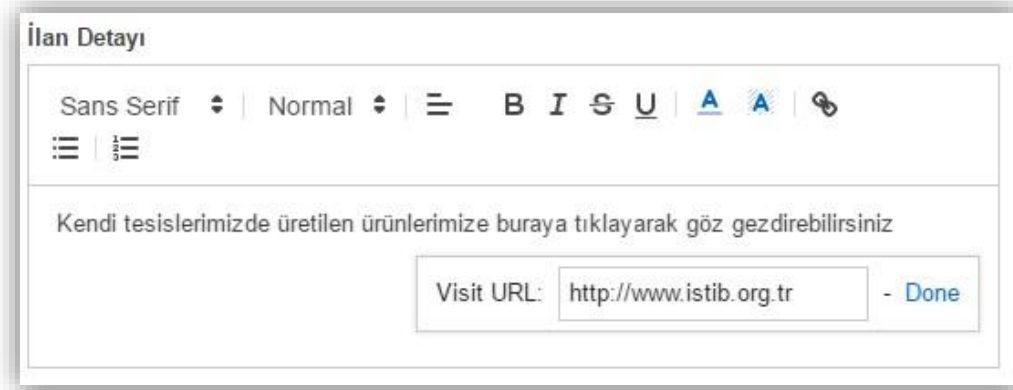 İlan Detayı
Sans Serif Normal B I S U A A
Kendi tesislerimizde üretilen ürünlerimize buraya tıklayarak göz gezdirebilirsiniz
Visit URL: http://www.istib.org.tr - Done